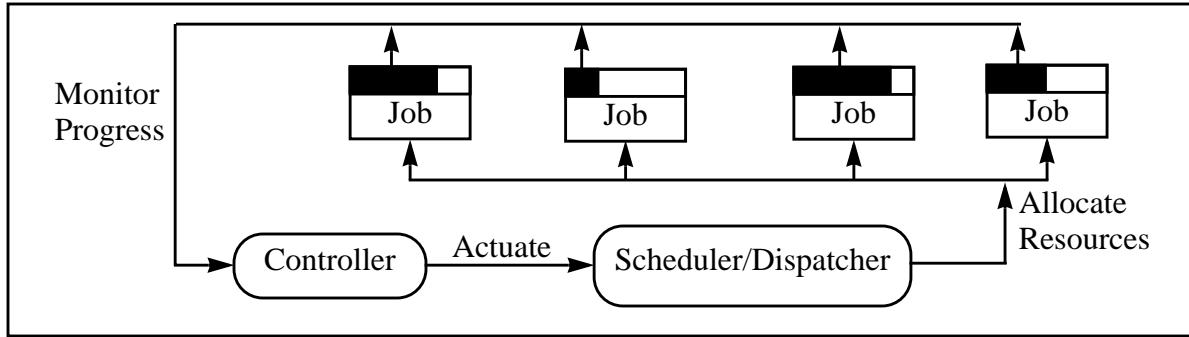 Monitor
Progress
Job
Job
Job
Job
Controller
Actuate
Scheduler/Dispatcher
Allocate
Resources